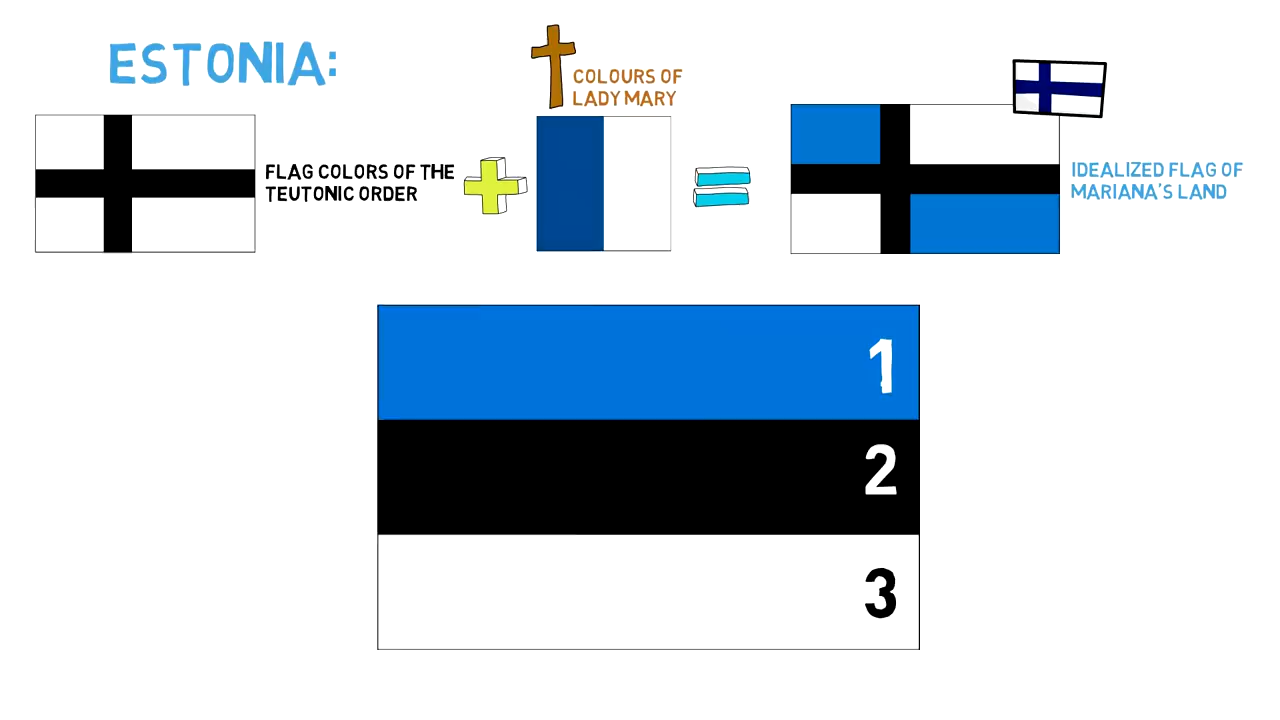 ESTONIA:
COLOURS OF
LADY MARY
FLAG COLORS OF THE
TEUTONIC ORDER
IDEALIZED FLAG OF
MARIANA'S LAND
1
2
3